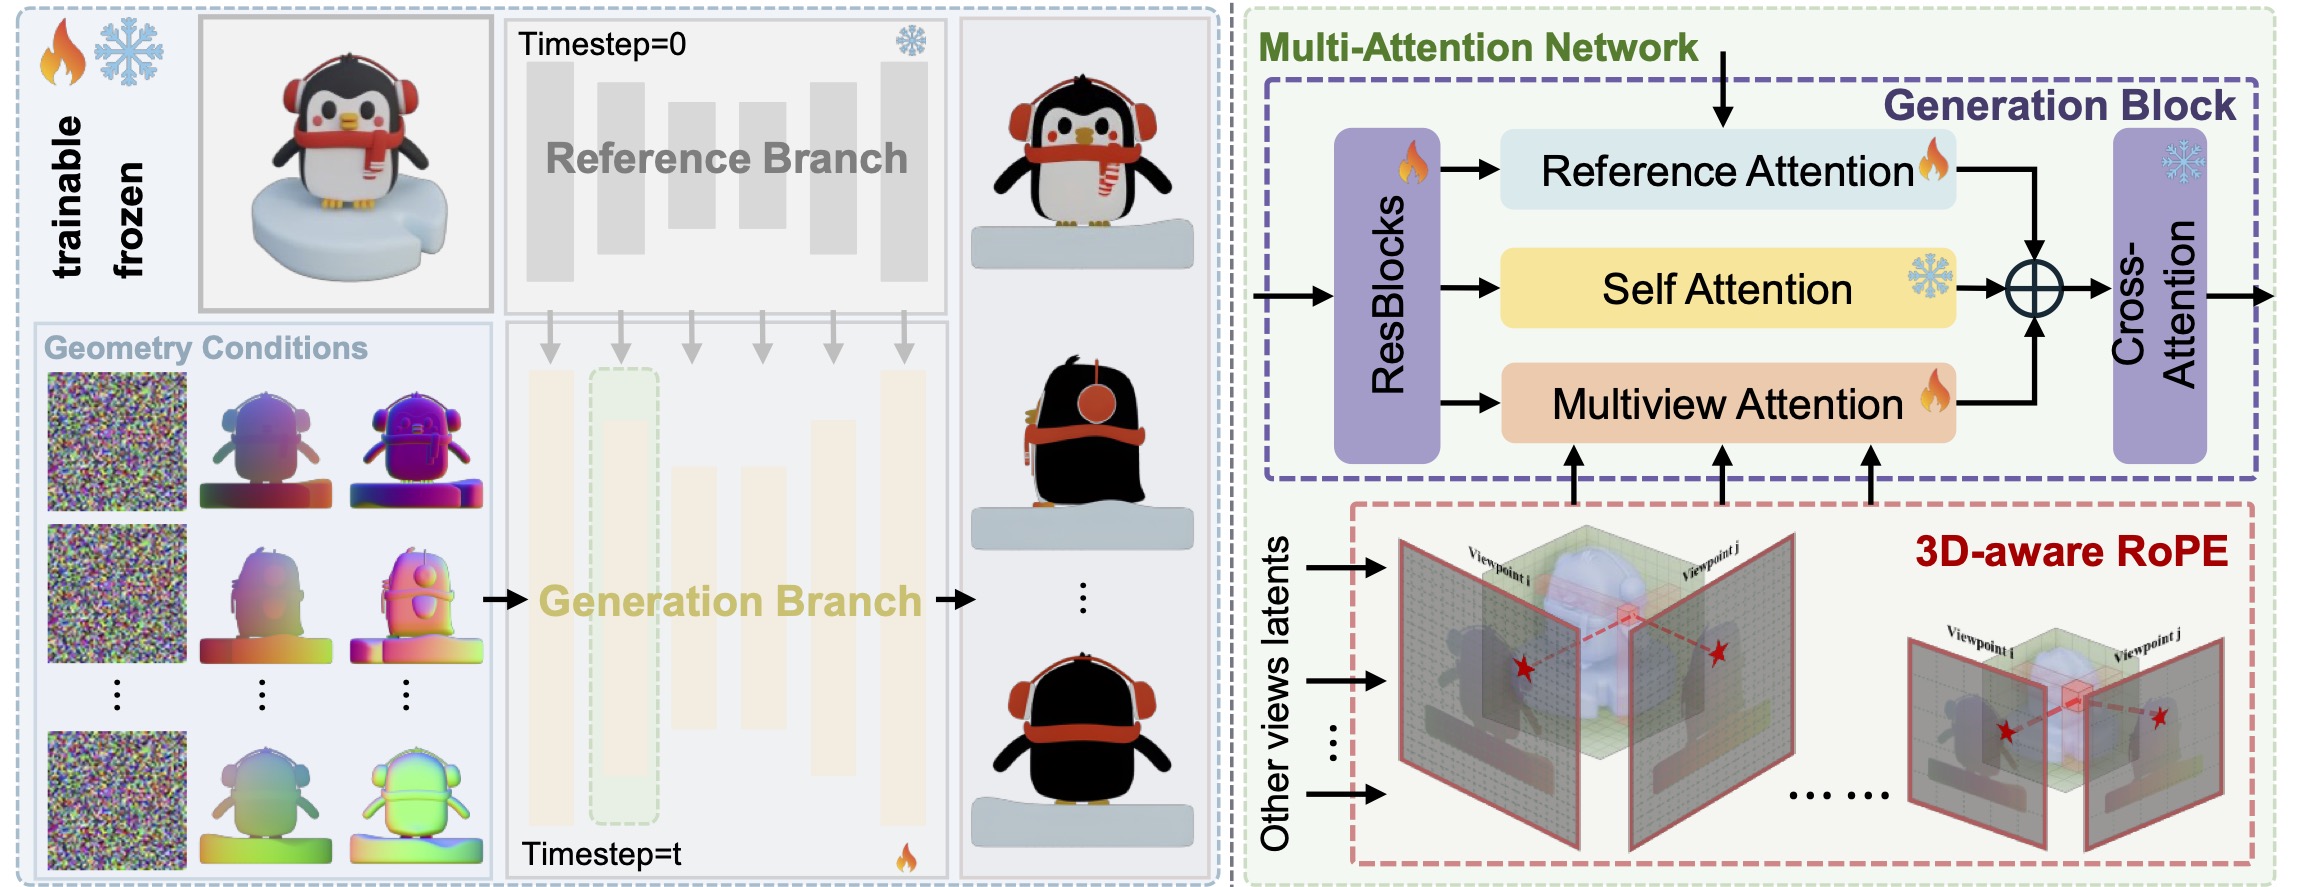 trainable
frozen
Timestep=0
Reference Branch
Geometry Conditions
Generation Branch
Timestep=t
Multi-Attention Network
Generation Block
ResBlocks
Reference Attention
Self Attention
Multiview Attention
Cross-
Attention
Other views latents
3D-aware RoPE
Viewpoint i
Viewpoint j
Viewpoint i
Viewpoint j